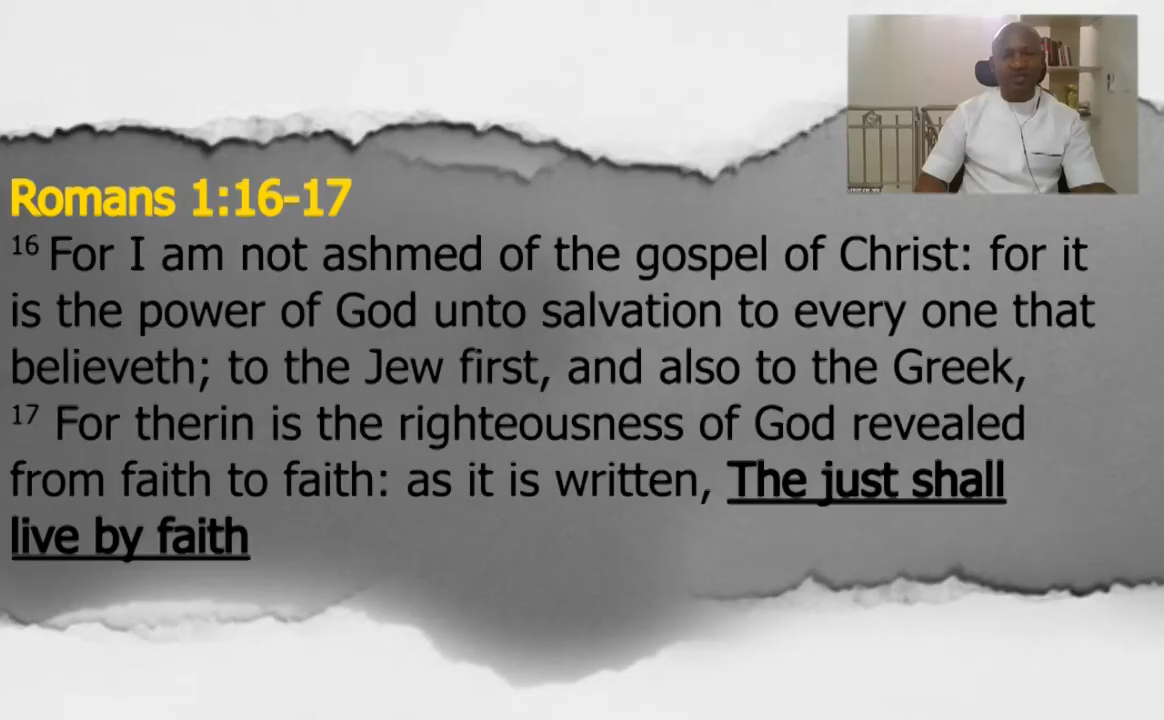 Romans 1:16-17
16 For I am not ashmed of the gospel of Christ: for it
is the power of God unto salvation to every one that
believeth; to the Jew first, and also to the Greek,
17 For therin is the righteousness of God revealed
from faith to faith: as it is written, The just shall
live by faith